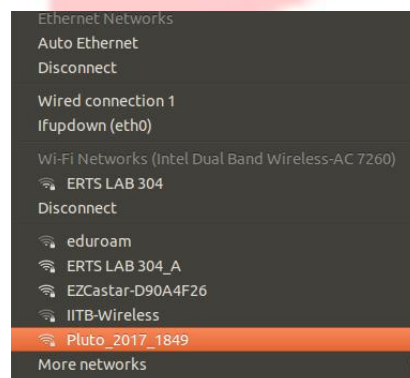 Ethernet Networks
Auto Ethernet
Disconnect
Wired connection 1
Ifupdown (eth0)
Wi-Fi Networks (Intel Dual Band Wireless-AC 7260)
ERTS LAB 304
Disconnect
eduroam
ERTS LAB 304_A
EZCastar-D90A4F26
IITB-Wireless
Pluto_2017_1849
More networks